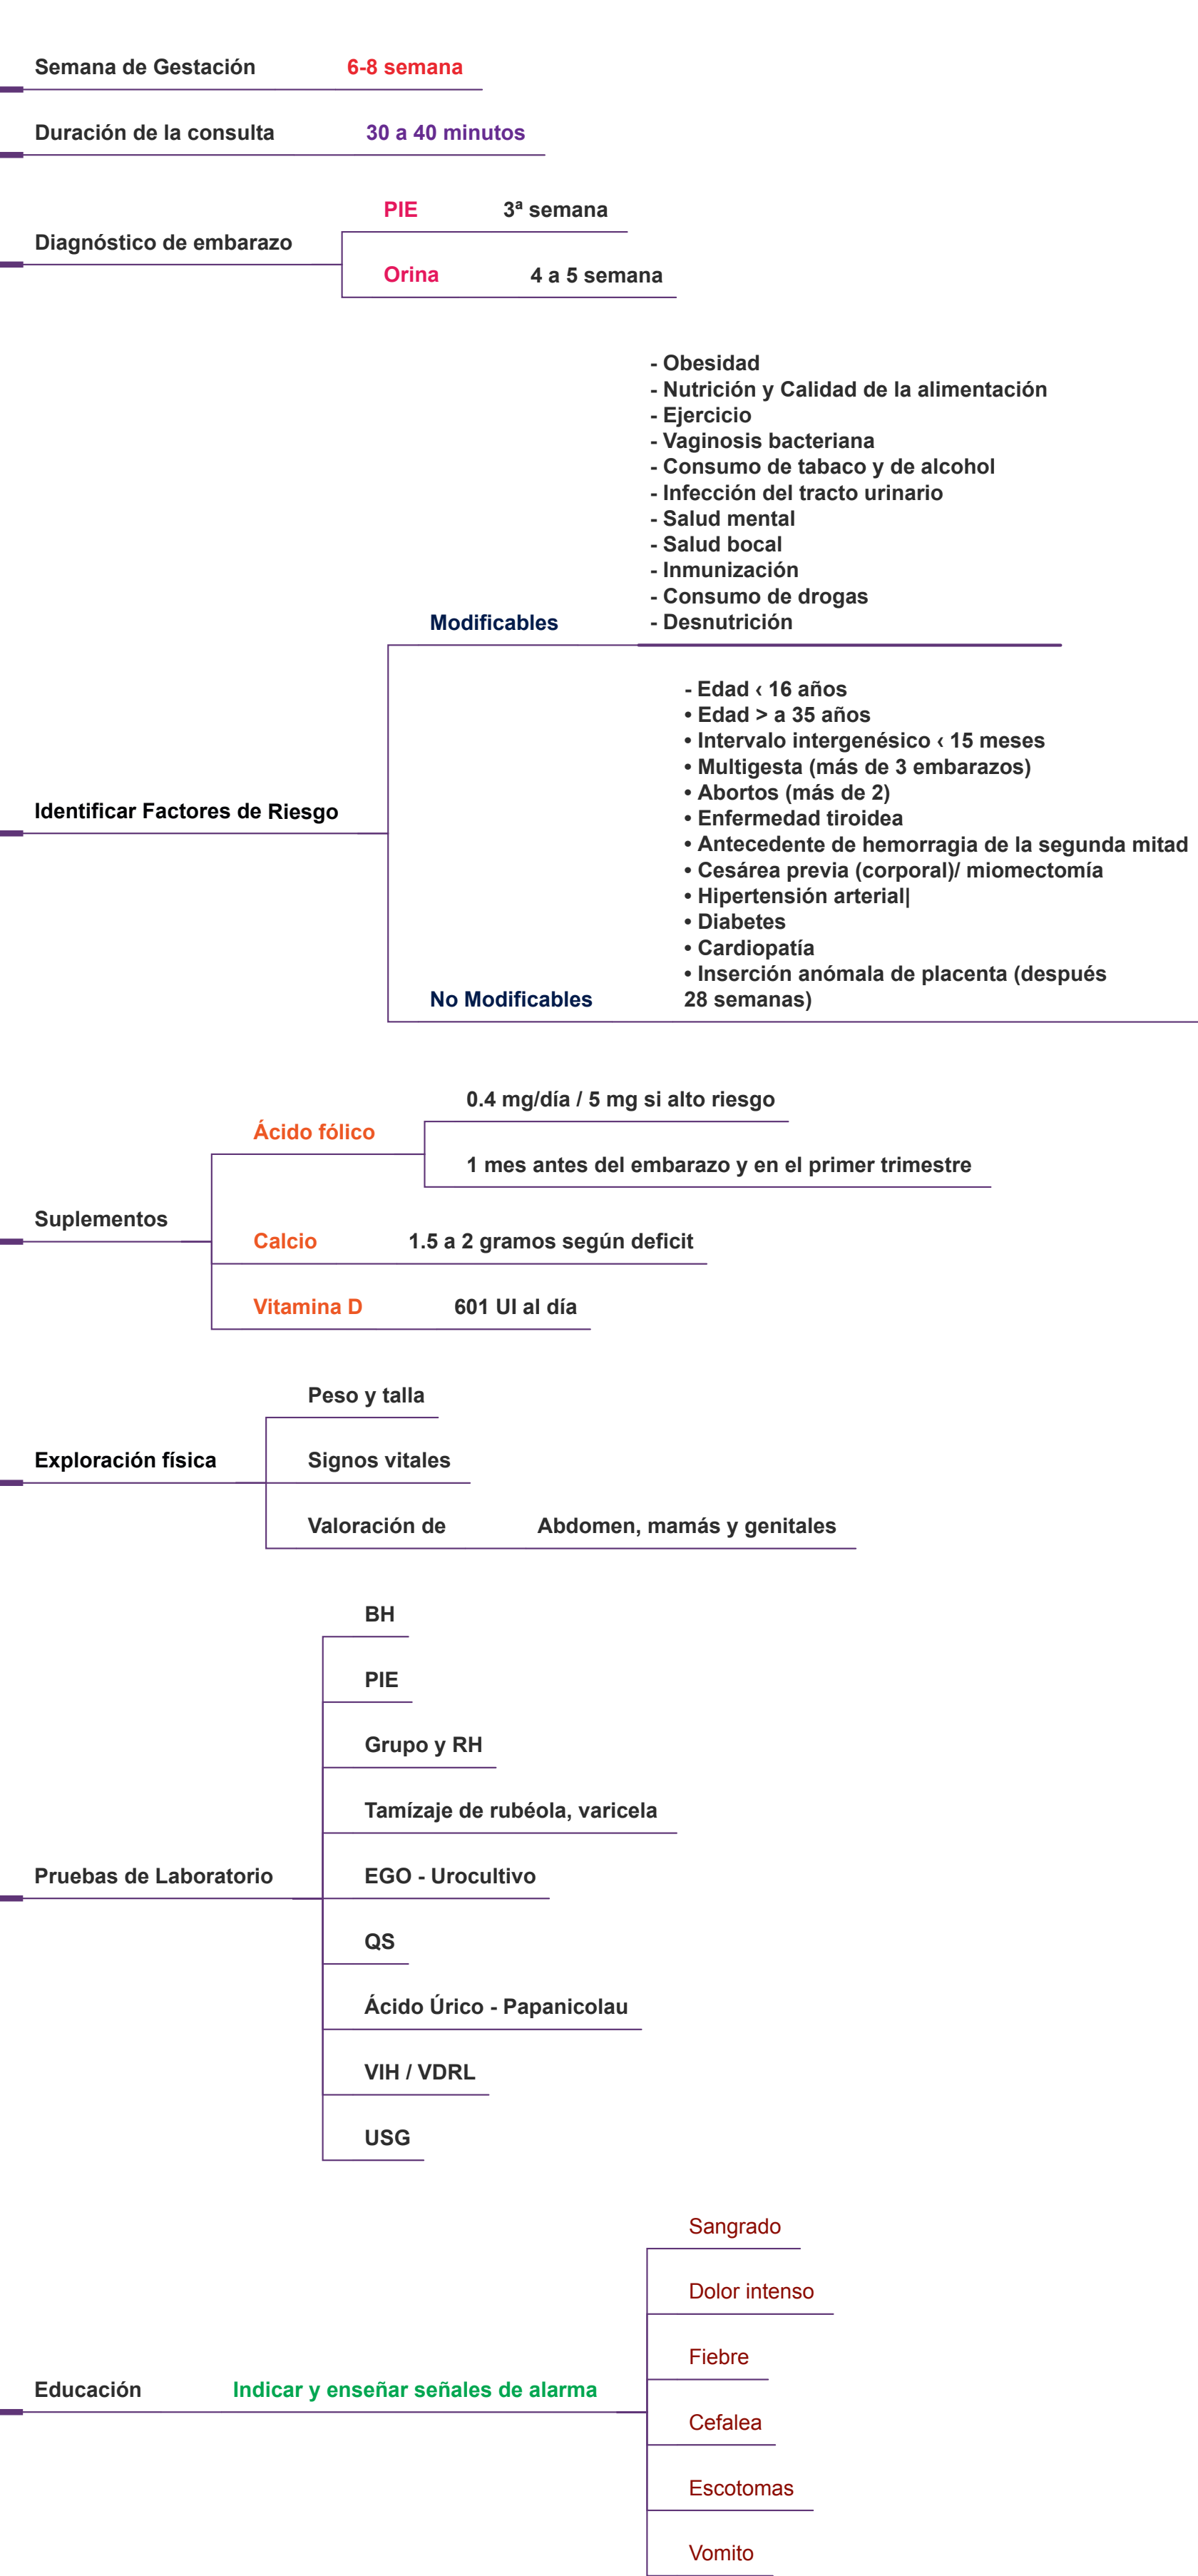 Semana de Gestación 6-8 semana
Duración de la consulta 30 a 40 minutos
Diagnóstico de embarazo
PIE 3ª semana
Orina 4 a 5 semana
Identificar Factores de Riesgo
Modificables
- Obesidad
- Nutrición y Calidad de la alimentación
- Ejercicio
- Vaginosis bacteriana
- Consumo de tabaco y de alcohol
- Infección del tracto urinario
- Salud mental
- Salud bocal
- Inmunización
- Consumo de drogas
- Desnutrición
No Modificables
- Edad ‹ 16 años
• Edad > a 35 años
• Intervalo intergenésico ‹ 15 meses
• Multigesta (más de 3 embarazos)
• Abortos (más de 2)
• Enfermedad tiroidea
• Antecedente de hemorragia de la segunda mitad
• Cesárea previa (corporal)/ miomectomía
• Hipertensión arterial|
• Diabetes
• Cardiopatía
• Inserción anómala de placenta (después
28 semanas)
Suplementos
Ácido fólico
0.4 mg/día / 5 mg si alto riesgo
1 mes antes del embarazo y en el primer trimestre
Calcio 1.5 a 2 gramos según deficit
Vitamina D 601 UI al día
Exploración física
Peso y talla
Signos vitales
Valoración de Abdomen, mamás y genitales
Pruebas de Laboratorio
BH
PIE
Grupo y RH
Tamízaje de rubéola, varicela
EGO - Urocultivo
QS
Ácido Úrico - Papanicolau
VIH / VDRL
USG
Educación Indicar y enseñar señales de alarma
Sangrado
Dolor intenso
Fiebre
Cefalea
Escotomas
Vomito